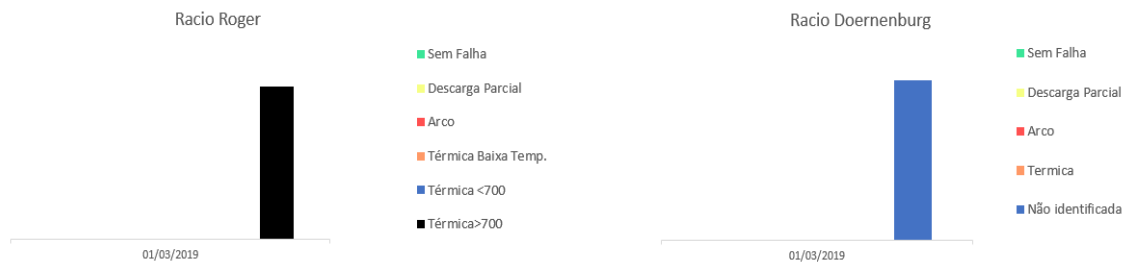 Racio Roger
Sem Falha
Descarga Parcial
Arco
Térmica Baixa Temp.
Térmica <700
Térmica>700
01/03/2019
Racio Doernenburg
Sem Falha
Descarga Parcial
Arco
Termica
Não identificada
01/03/2019